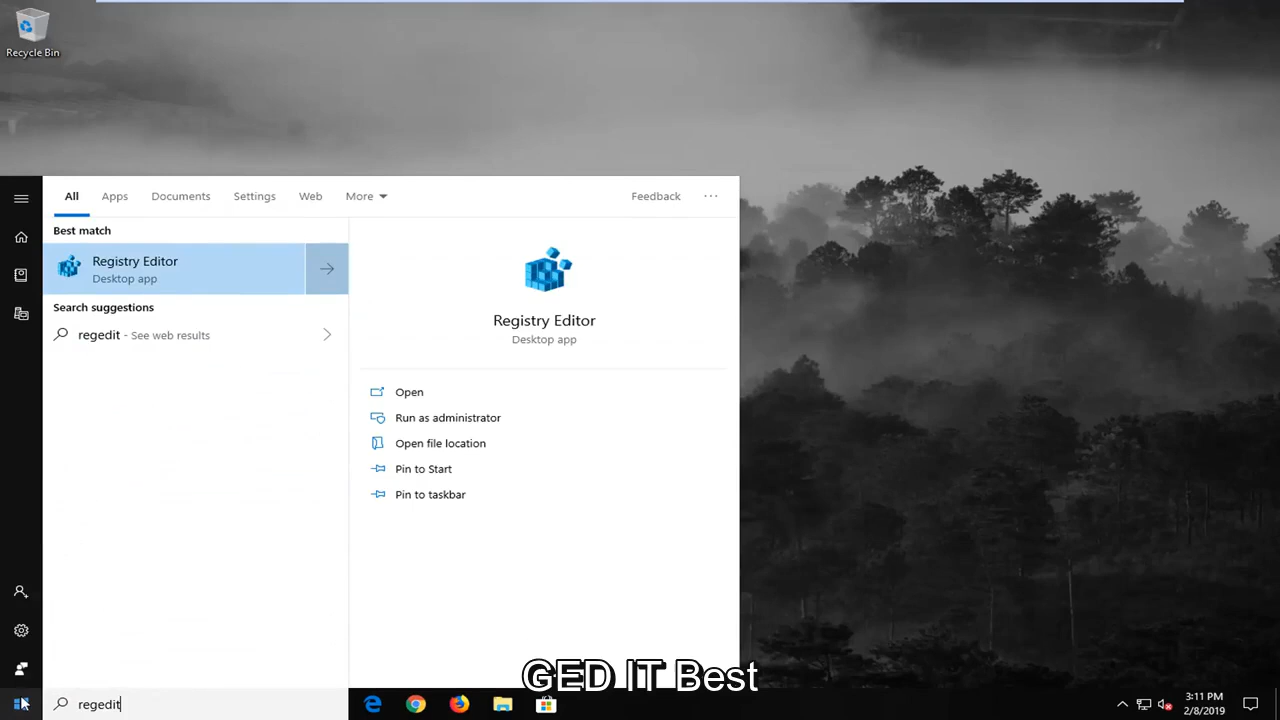 Recycle Bin
All Apps Documents Settings Web More Feedback ...
Best match
Registry Editor
Desktop app
Search suggestions
regedit - See web results
Registry Editor
Desktop app
Open
Run as administrator
Open file location
Pin to Start
Pin to taskbar
GED IT Best
regedit
3:11 PM
2/8/2019